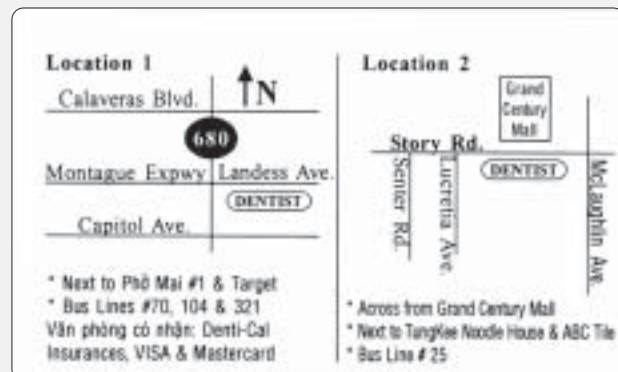 Location 1
N
Calaveras Blvd.
680
Montague Expwy Landess Ave.
DENTIST
Capitol Ave.
* Next to Phở Mai #1 & Target
* Bus Lines #70, 104 & 321
Văn phòng có nhận: Denti-Cal
Insurances, VISA & Mastercard
Location 2
Grand
Century
Mall
Story Rd.
DENTIST
Senter Rd.
Lucretia Ave.
McLaughlin Ave.
* Across from Grand Century Mall
* Next to TungKee Noodle House & ABC Tile
* Bus Line # 25